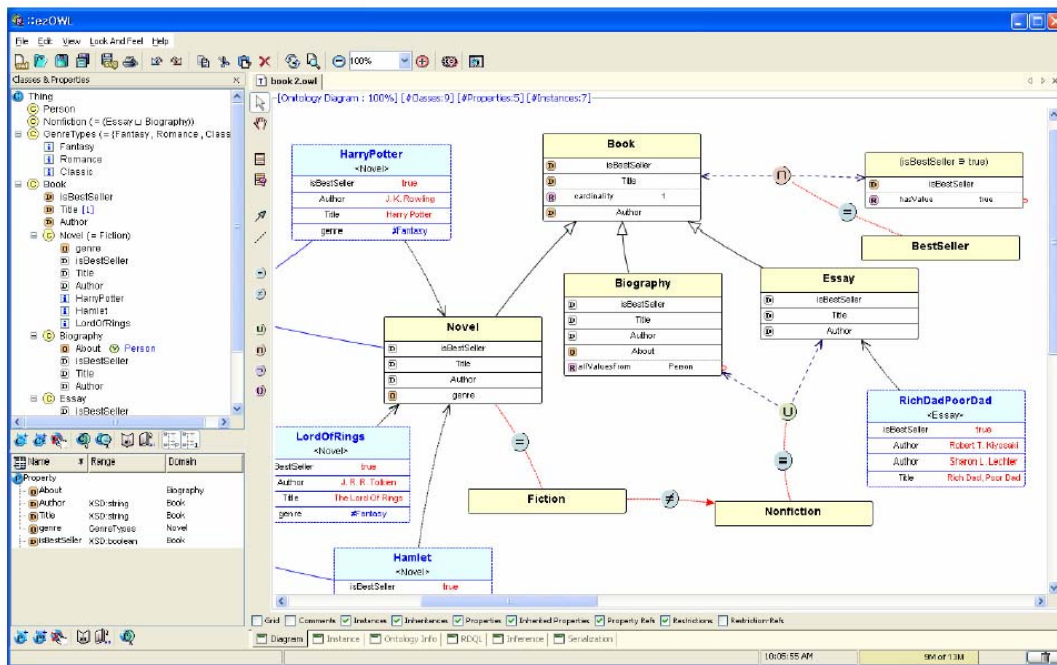 ezOWL
File Edit View Look And Feel Help
100%
Classes & Properties
book2.owl
Thing
Person
Nonfiction (= (Essay ⊔ Biography))
GenreTypes (= {Fantasy, Romance, Class
Fantasy
Romance
Classic
Book
isBestSeller
Title [1]
Author
Novel (= Fiction)
genre
isBestSeller
Title
Author
HarryPotter
Hamlet
LordOfRings
Biography
About Person
isBestSeller
Title
Author
Essay
isBestSeller
Name Range Domain
Property
About Biography
Author XSD:string Book
Title XSD:string Book
genre GenreTypes Novel
isBestSeller XSD:boolean Book
[Ontology Diagram : 100%] [#Classes:9] [#Properties:5] [#Instances:7]
HarryPotter
<Novel>
isBestSeller true
Author J. K. Rowling
Title Harry Potter
genre #Fantasy
Book
isBestSeller
Title
cardinality 1
Author
(isBestSeller ∋ true)
isBestSeller
hasValue true
BestSeller
Novel
isBestSeller
Title
Author
genre
Biography
isBestSeller
Title
Author
About
allValuesFrom Person
Essay
isBestSeller
Title
Author
LordOfRings
<Novel>
BestSeller true
Author J. R. R. Tolken
Title The Lord Of Rings
genre #Fantasy
RichDadPoorDad
<Essay>
isBestSeller true
Author Robert T. Kiyosaki
Author Sharon L. Lechter
Title Rich Dad, Poor Dad
Fiction
Nonfiction
Hamlet
<Novel>
isBestSeller true
Grid Comments Instances Inheritances Properties Inherited Properties Property Refs Restrictions Restriction-Refs
Diagram Instance Ontology Info RDQL Inference Serialization
10:05:55 AM 9M of 13M